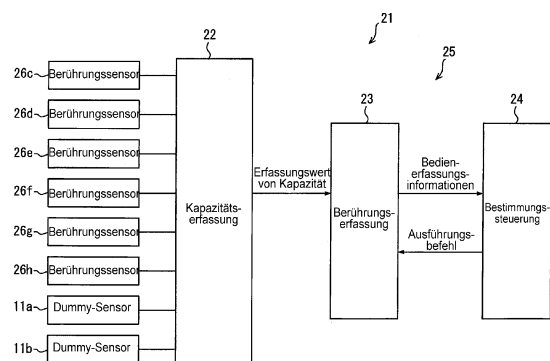 21
22
25
26c Berührungssensor
23
24
26d Berührungssensor
26e Berührungssensor
Erfassungswert
von Kapazität
Bedien-
erfassungs-
informationen
26f Berührungssensor
Kapazitäts-
erfassung
Berührungs-
erfassung
Bestimmungs-
steuerung
26g Berührungssensor
Ausführungs-
befehl
26h Berührungssensor
11a Dummy-Sensor
11b Dummy-Sensor